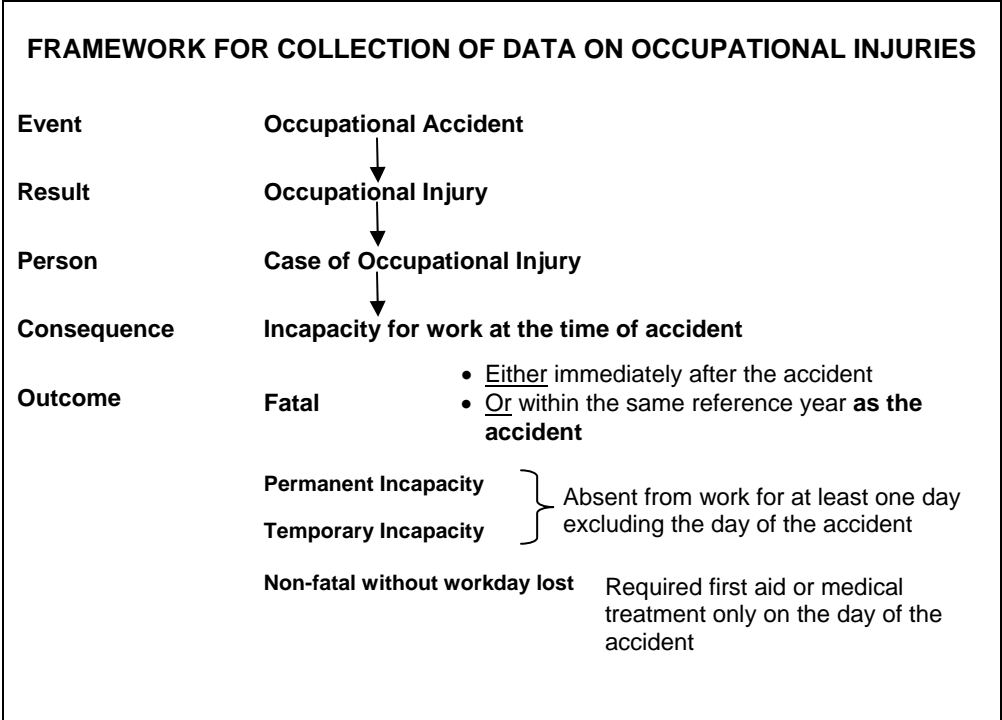 FRAMEWORK FOR COLLECTION OF DATA ON OCCUPATIONAL INJURIES
Event Occupational Accident
Result Occupational Injury
Person Case of Occupational Injury
Consequence Incapacity for work at the time of accident
Outcome Fatal
• Either immediately after the accident
• Or within the same reference year as the
accident
Permanent Incapacity
Temporary Incapacity
Absent from work for at least one day
excluding the day of the accident
Non-fatal without workday lost
Required first aid or medical
treatment only on the day of the
accident